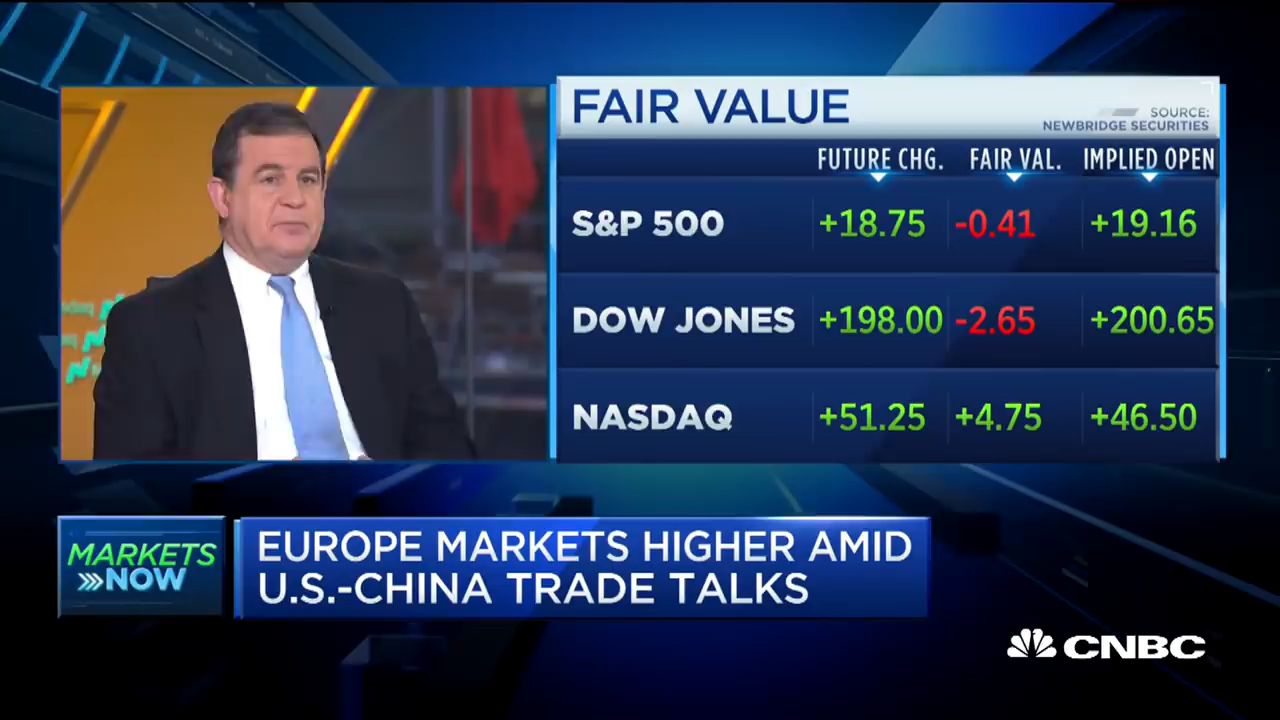 FAIR VALUE
SOURCE:
NEWBRIDGE SECURITIES
FUTURE CHG. FAIR VAL. IMPLIED OPEN
S&P 500 +18.75 -0.41 +19.16
DOW JONES +198.00 -2.65 +200.65
NASDAQ +51.25 +4.75 +46.50
MARKETS
NOW
EUROPE MARKETS HIGHER AMID
U.S.-CHINA TRADE TALKS
CNBC